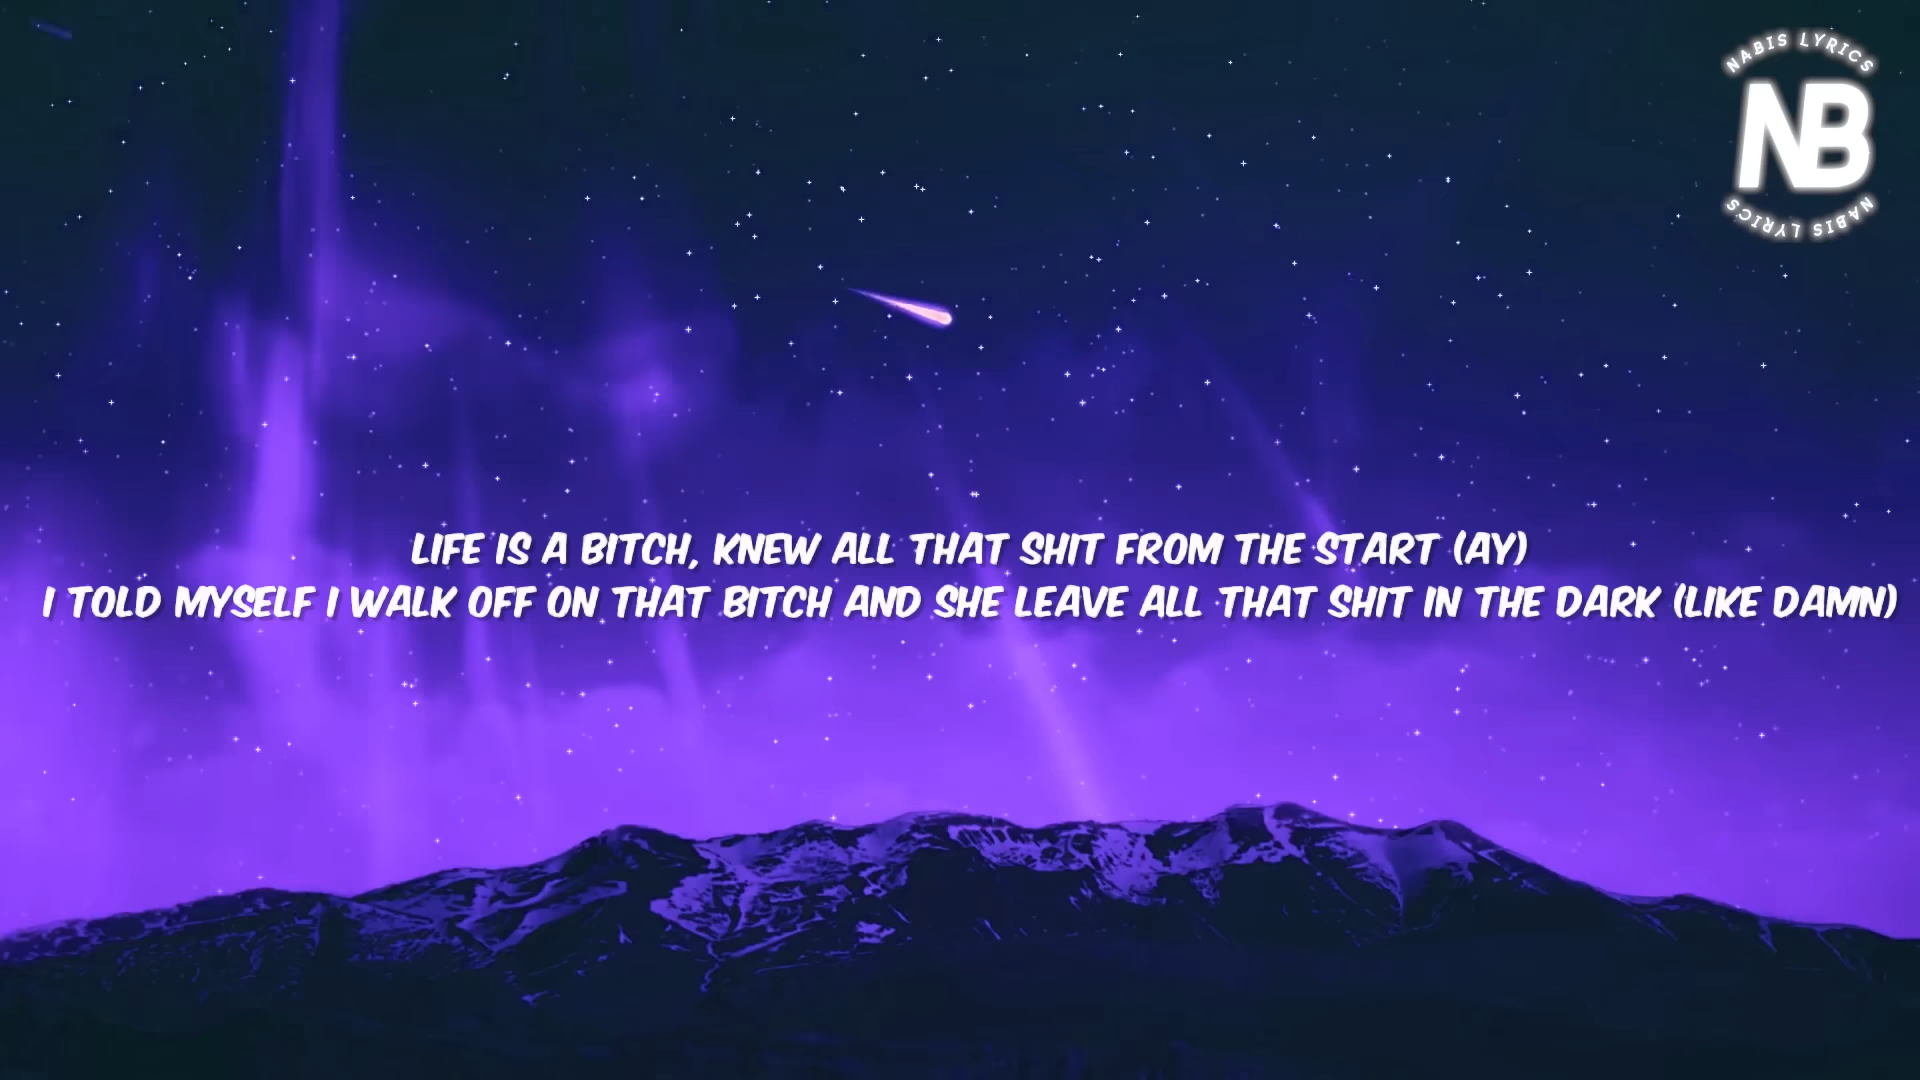 NABIS LYRICS
NB
NABIS LYRICS
LIFE IS A BITCH, KNEW ALL THAT SHIT FROM THE START (AY)
I TOLD MYSELF I WALK OFF ON THAT BITCH AND SHE LEAVE ALL THAT SHIT IN THE DARK (LIKE DAMN)